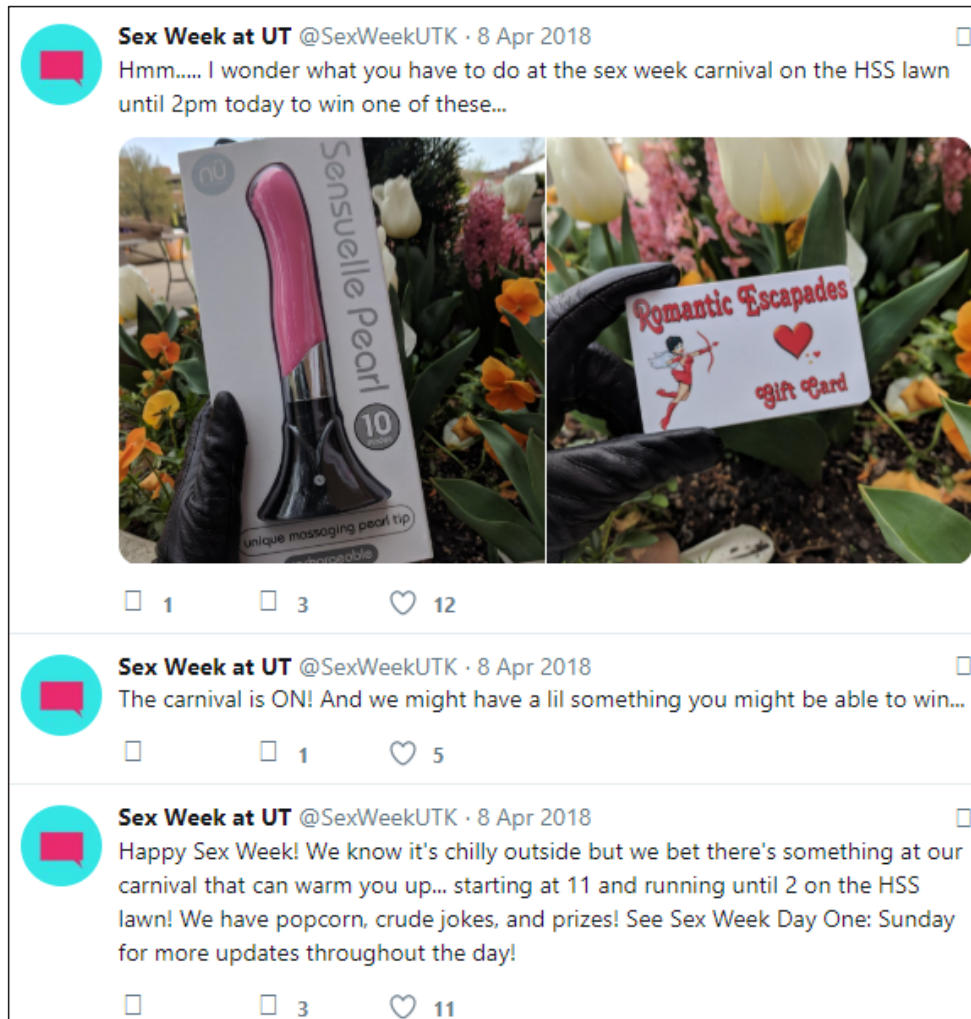 Sex Week at UT @SexWeekUTK · 8 Apr 2018
Hmm..... I wonder what you have to do at the sex week carnival on the HSS lawn
until 2pm today to win one of these...
nü
Sensuelle Pearl
10
modes
unique massaging pearl tip
rechargeable
Romantic Escapades
Gift Card
1 3 12
Sex Week at UT @SexWeekUTK · 8 Apr 2018
The carnival is ON! And we might have a lil something you might be able to win...
1 5
Sex Week at UT @SexWeekUTK · 8 Apr 2018
Happy Sex Week! We know it's chilly outside but we bet there's something at our
carnival that can warm you up... starting at 11 and running until 2 on the HSS
lawn! We have popcorn, crude jokes, and prizes! See Sex Week Day One: Sunday
for more updates throughout the day!
3 11